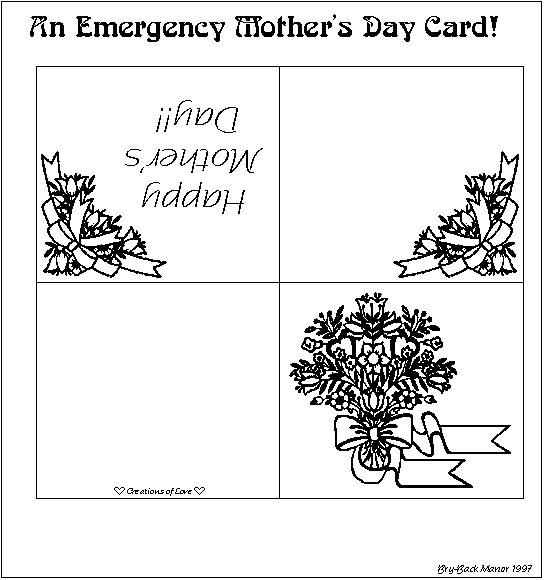 An Emergency Mother's Day Card!
Happy
Mother's
Day!!
♡ Creations of Love ♡
Bry-Back Manor 1997